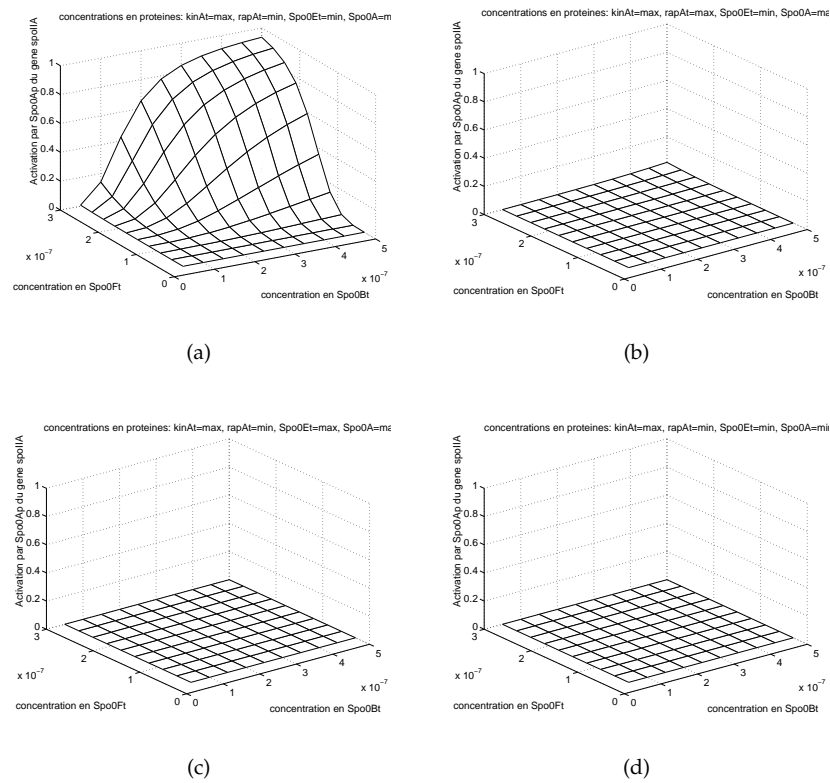 concentrations en proteines: kinAt=max, rapAt=min, Spo0Et=min, Spo0A=m
Activation par Spo0Ap du gene spoIIA
1
0.8
0.6
0.4
0.2
0
3
2
1
0
x 10⁻⁷
concentration en Spo0Ft
0
1
2
3
4
5
x 10⁻⁷
concentration en Spo0Bt
(a)
concentrations en proteines: kinAt=max, rapAt=max, Spo0Et=min, Spo0A=ma
Activation par Spo0Ap du gene spoIIA
1
0.8
0.6
0.4
0.2
0
3
2
1
0
x 10⁻⁷
concentration en Spo0Ft
0
1
2
3
4
5
x 10⁻⁷
concentration en Spo0Bt
(b)
concentrations en proteines: kinAt=max, rapAt=min, Spo0Et=max, Spo0A=ma
Activation par Spo0Ap du gene spoIIA
1
0.8
0.6
0.4
0.2
0
3
2
1
0
x 10⁻⁷
concentration en Spo0Ft
0
1
2
3
4
5
x 10⁻⁷
concentration en Spo0Bt
(c)
concentrations en proteines: kinAt=max, rapAt=min, Spo0Et=min, Spo0A=min
Activation par Spo0Ap du gene spoIIA
1
0.8
0.6
0.4
0.2
0
3
2
1
0
x 10⁻⁷
concentration en Spo0Ft
0
1
2
3
4
5
x 10⁻⁷
concentration en Spo0Bt
(d)